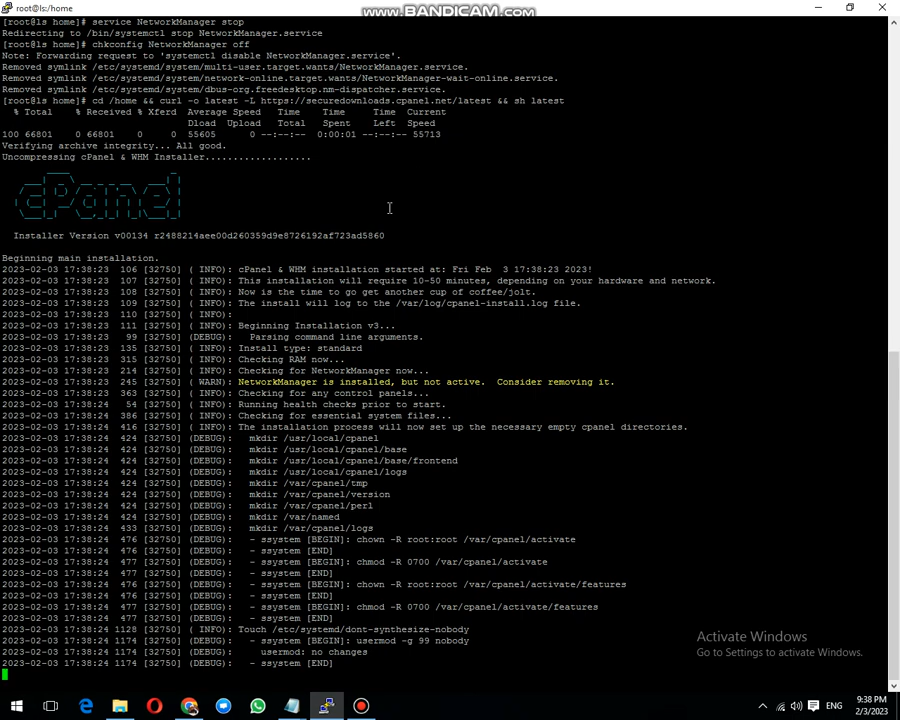 root@ls:/home
www.BANDICAM.com
[root@ls home]# service NetworkManager stop
Redirecting to /bin/systemctl stop NetworkManager.service
[root@ls home]# chkconfig NetworkManager off
Note: Forwarding request to 'systemctl disable NetworkManager.service'.
Removed symlink /etc/systemd/system/multi-user.target.wants/NetworkManager.service.
Removed symlink /etc/systemd/system/network-online.target.wants/NetworkManager-wait-online.service.
Removed symlink /etc/systemd/system/dbus-org.freedesktop.nm-dispatcher.service.
[root@ls home]# cd /home && curl -o latest -L https://securedownloads.cpanel.net/latest && sh latest
% Total % Received % Xferd Average Speed Time Time Time Current
Dload Upload Total Spent Left Speed
100 66801 100 66801 0 0 55605 0 --:--:-- 0:00:01 --:--:-- 55713
Verifying archive integrity... All good.
Uncompressing cPanel & WHM Installer...................
cPanel
Installer Version v00134 r2488214aee00d260359d9e8726192af723ad5860
Beginning main installation.
2023-02-03 17:38:23 106 [32750] ( INFO): cPanel & WHM installation started at: Fri Feb 3 17:38:23 2023!
2023-02-03 17:38:23 107 [32750] ( INFO): This installation will require 10-50 minutes, depending on your hardware and network.
2023-02-03 17:38:23 108 [32750] ( INFO): Now is the time to go get another cup of coffee/jolt.
2023-02-03 17:38:23 109 [32750] ( INFO): The install will log to the /var/log/cpanel-install.log file.
2023-02-03 17:38:23 110 [32750] ( INFO):
2023-02-03 17:38:23 111 [32750] ( INFO): Beginning Installation v3...
2023-02-03 17:38:23 99 [32750] (DEBUG): Parsing command line arguments.
2023-02-03 17:38:23 135 [32750] ( INFO): Install type: standard
2023-02-03 17:38:23 315 [32750] ( INFO): Checking RAM now...
2023-02-03 17:38:23 214 [32750] ( INFO): Checking for NetworkManager now...
2023-02-03 17:38:23 245 [32750] ( WARN): NetworkManager is installed, but not active. Consider removing it.
2023-02-03 17:38:23 363 [32750] ( INFO): Checking for any control panels...
2023-02-03 17:38:24 54 [32750] ( INFO): Running health checks prior to start.
2023-02-03 17:38:24 386 [32750] ( INFO): Checking for essential system files...
2023-02-03 17:38:24 416 [32750] ( INFO): The installation process will now set up the necessary empty cpanel directories.
2023-02-03 17:38:24 424 [32750] (DEBUG): mkdir /usr/local/cpanel
2023-02-03 17:38:24 424 [32750] (DEBUG): mkdir /usr/local/cpanel/base
2023-02-03 17:38:24 424 [32750] (DEBUG): mkdir /usr/local/cpanel/base/frontend
2023-02-03 17:38:24 424 [32750] (DEBUG): mkdir /usr/local/cpanel/logs
2023-02-03 17:38:24 424 [32750] (DEBUG): mkdir /var/cpanel/tmp
2023-02-03 17:38:24 424 [32750] (DEBUG): mkdir /var/cpanel/version
2023-02-03 17:38:24 424 [32750] (DEBUG): mkdir /var/cpanel/perl
2023-02-03 17:38:24 424 [32750] (DEBUG): mkdir /var/named
2023-02-03 17:38:24 433 [32750] (DEBUG): mkdir /var/cpanel/logs
2023-02-03 17:38:24 476 [32750] (DEBUG): - ssystem [BEGIN]: chown -R root:root /var/cpanel/activate
2023-02-03 17:38:24 476 [32750] (DEBUG): - ssystem [END]
2023-02-03 17:38:24 477 [32750] (DEBUG): - ssystem [BEGIN]: chmod -R 0700 /var/cpanel/activate
2023-02-03 17:38:24 477 [32750] (DEBUG): - ssystem [END]
2023-02-03 17:38:24 476 [32750] (DEBUG): - ssystem [BEGIN]: chown -R root:root /var/cpanel/activate/features
2023-02-03 17:38:24 476 [32750] (DEBUG): - ssystem [END]
2023-02-03 17:38:24 477 [32750] (DEBUG): - ssystem [BEGIN]: chmod -R 0700 /var/cpanel/activate/features
2023-02-03 17:38:24 477 [32750] (DEBUG): - ssystem [END]
2023-02-03 17:38:24 1128 [32750] ( INFO): Touch /etc/systemd/dont-synthesize-nobody
2023-02-03 17:38:24 1174 [32750] (DEBUG): - ssystem [BEGIN]: usermod -g 99 nobody
2023-02-03 17:38:24 1174 [32750] (DEBUG): usermod: no changes
2023-02-03 17:38:24 1174 [32750] (DEBUG): - ssystem [END]
Activate Windows
Go to Settings to activate Windows.
ENG
9:38 PM
2/3/2023